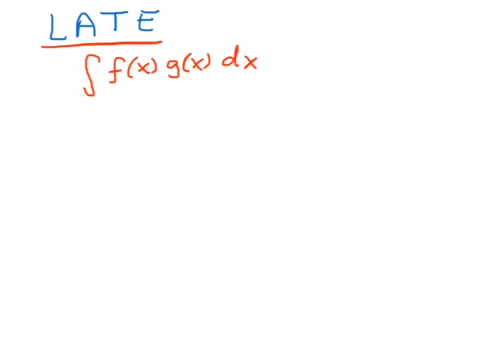 LATE
∫ f(x) g(x) dx